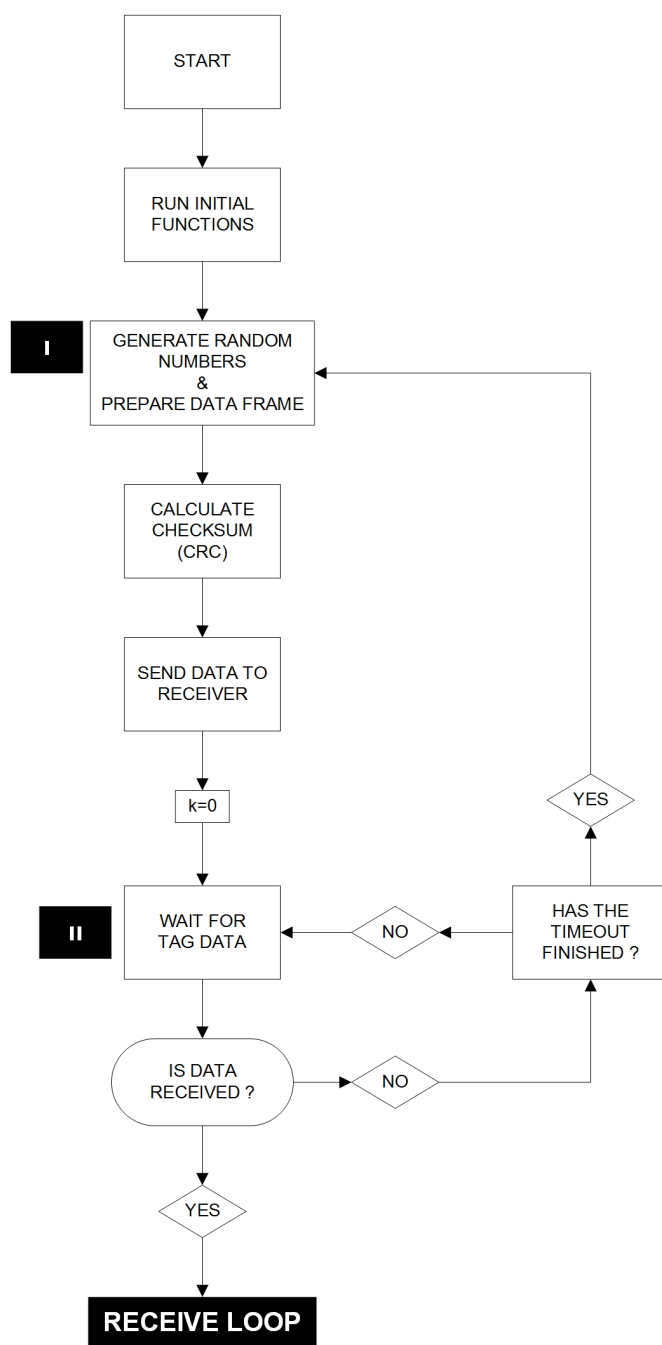 START
RUN INITIAL
FUNCTIONS
I
GENERATE RANDOM
NUMBERS
&
PREPARE DATA FRAME
CALCULATE
CHECKSUM
(CRC)
SEND DATA TO
RECEIVER
k=0
YES
II
WAIT FOR
TAG DATA
NO
HAS THE
TIMEOUT
FINISHED ?
IS DATA
RECEIVED ?
NO
YES
RECEIVE LOOP